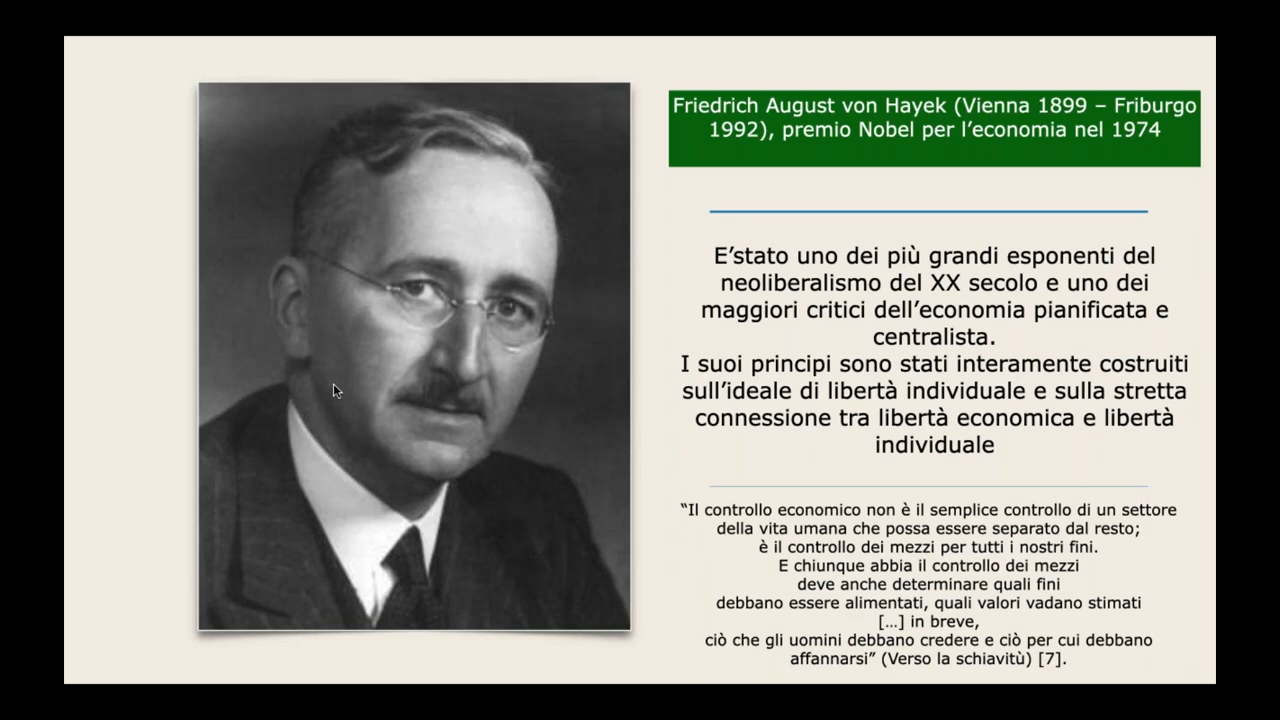 Friedrich August von Hayek (Vienna 1899 – Friburgo
1992), premio Nobel per l’economia nel 1974
E’stato uno dei più grandi esponenti del
neoliberalismo del XX secolo e uno dei
maggiori critici dell’economia pianificata e
centralista.
I suoi principi sono stati interamente costruiti
sull’ideale di libertà individuale e sulla stretta
connessione tra libertà economica e libertà
individuale
“Il controllo economico non è il semplice controllo di un settore
della vita umana che possa essere separato dal resto;
è il controllo dei mezzi per tutti i nostri fini.
E chiunque abbia il controllo dei mezzi
deve anche determinare quali fini
debbano essere alimentati, quali valori vadano stimati
[…] in breve,
ciò che gli uomini debbano credere e ciò per cui debbano
affannarsi” (Verso la schiavitù) [7].